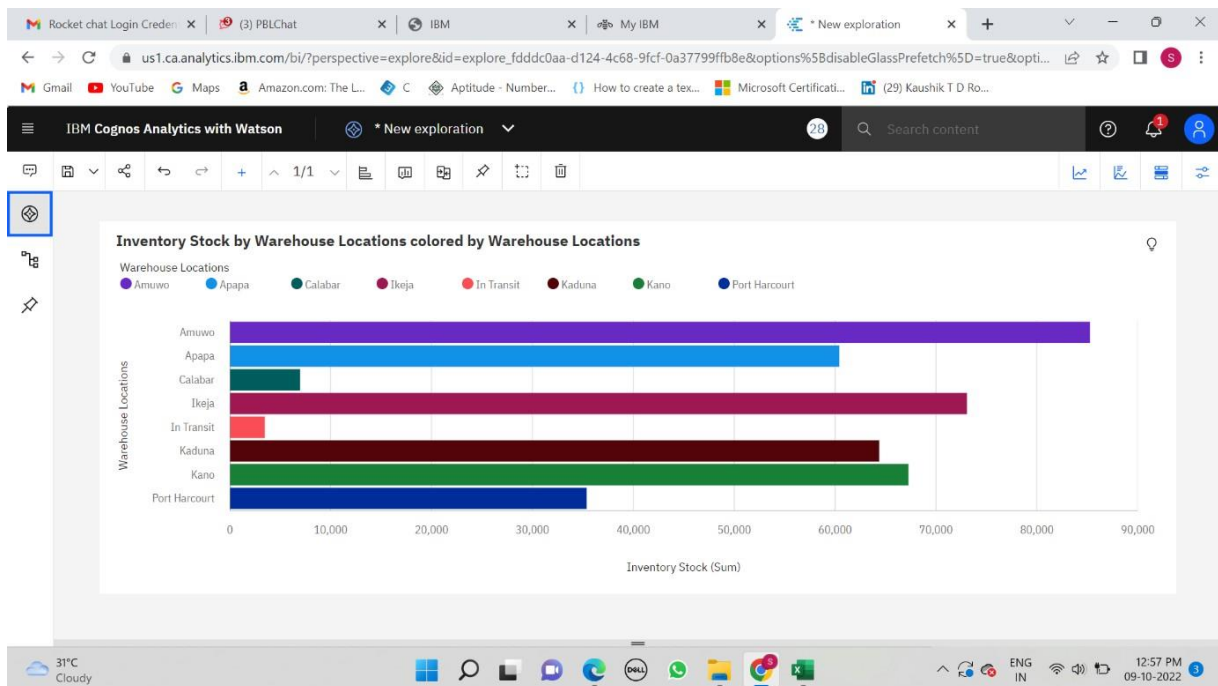 Rocket chat Login Creden
(3) PBLChat
IBM
My IBM
* New exploration
us1.ca.analytics.ibm.com/bi/?perspective=explore&id=explore_fdddc0aa-d124-4c68-9fcf-0a37799ffb8e&options%5BdisableGlassPrefetch%5D=true&opti...
S
Gmail YouTube Maps Amazon.com: The L... C Aptitude - Number... How to create a tex... Microsoft Certificati... (29) Kaushik T D Ro...
IBM Cognos Analytics with Watson * New exploration 28 Search content 1
1/1
Inventory Stock by Warehouse Locations colored by Warehouse Locations
Warehouse Locations
Amuwo Apapa Calabar Ikeja In Transit Kaduna Kano Port Harcourt
Warehouse Locations
Amuwo
Apapa
Calabar
Ikeja
In Transit
Kaduna
Kano
Port Harcourt
0 10,000 20,000 30,000 40,000 50,000 60,000 70,000 80,000 90,000
Inventory Stock (Sum)
31°C
Cloudy
DELL
S
ENG
IN
12:57 PM
09-10-2022
3